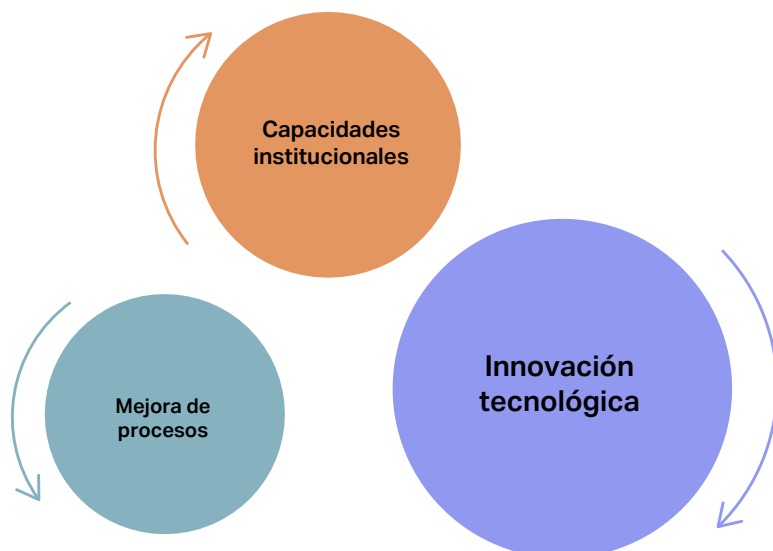 Capacidades
institucionales
Innovación
tecnológica
Mejora de
procesos